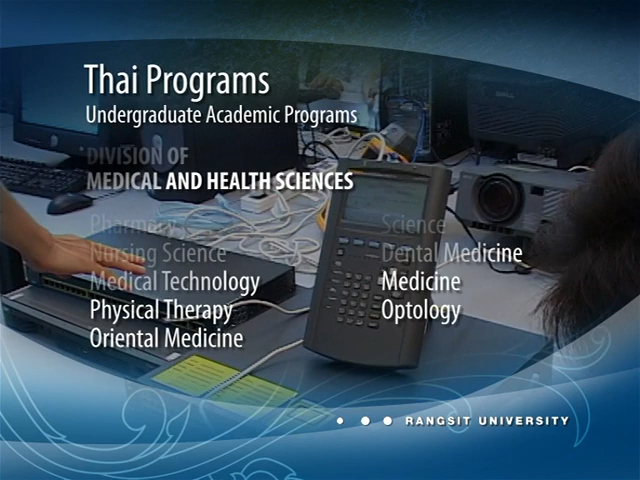 Thai Programs
Undergraduate Academic Programs
DIVISION OF
MEDICAL AND HEALTH SCIENCES
Pharmacy
Nursing Science
Medical Technology
Physical Therapy
Oriental Medicine
Science
Dental Medicine
Medicine
Optology
RANGSIT UNIVERSITY
DELL